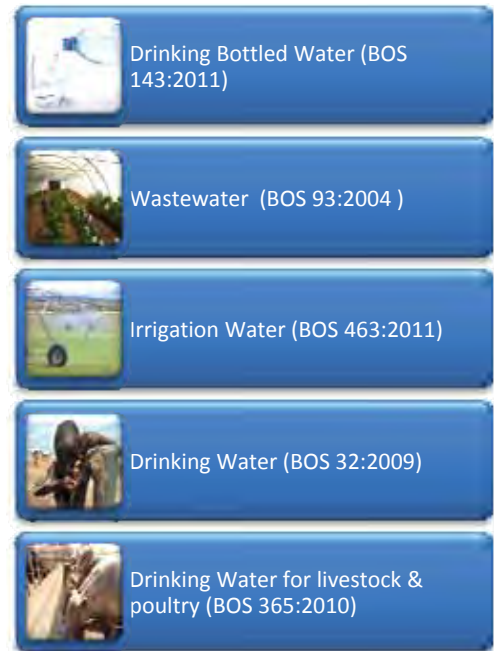 Drinking Bottled Water (BOS
143:2011)
Wastewater  (BOS 93:2004 )
Irrigation Water (BOS 463:2011)
Drinking Water (BOS 32:2009)
Drinking Water for livestock &
poultry (BOS 365:2010)